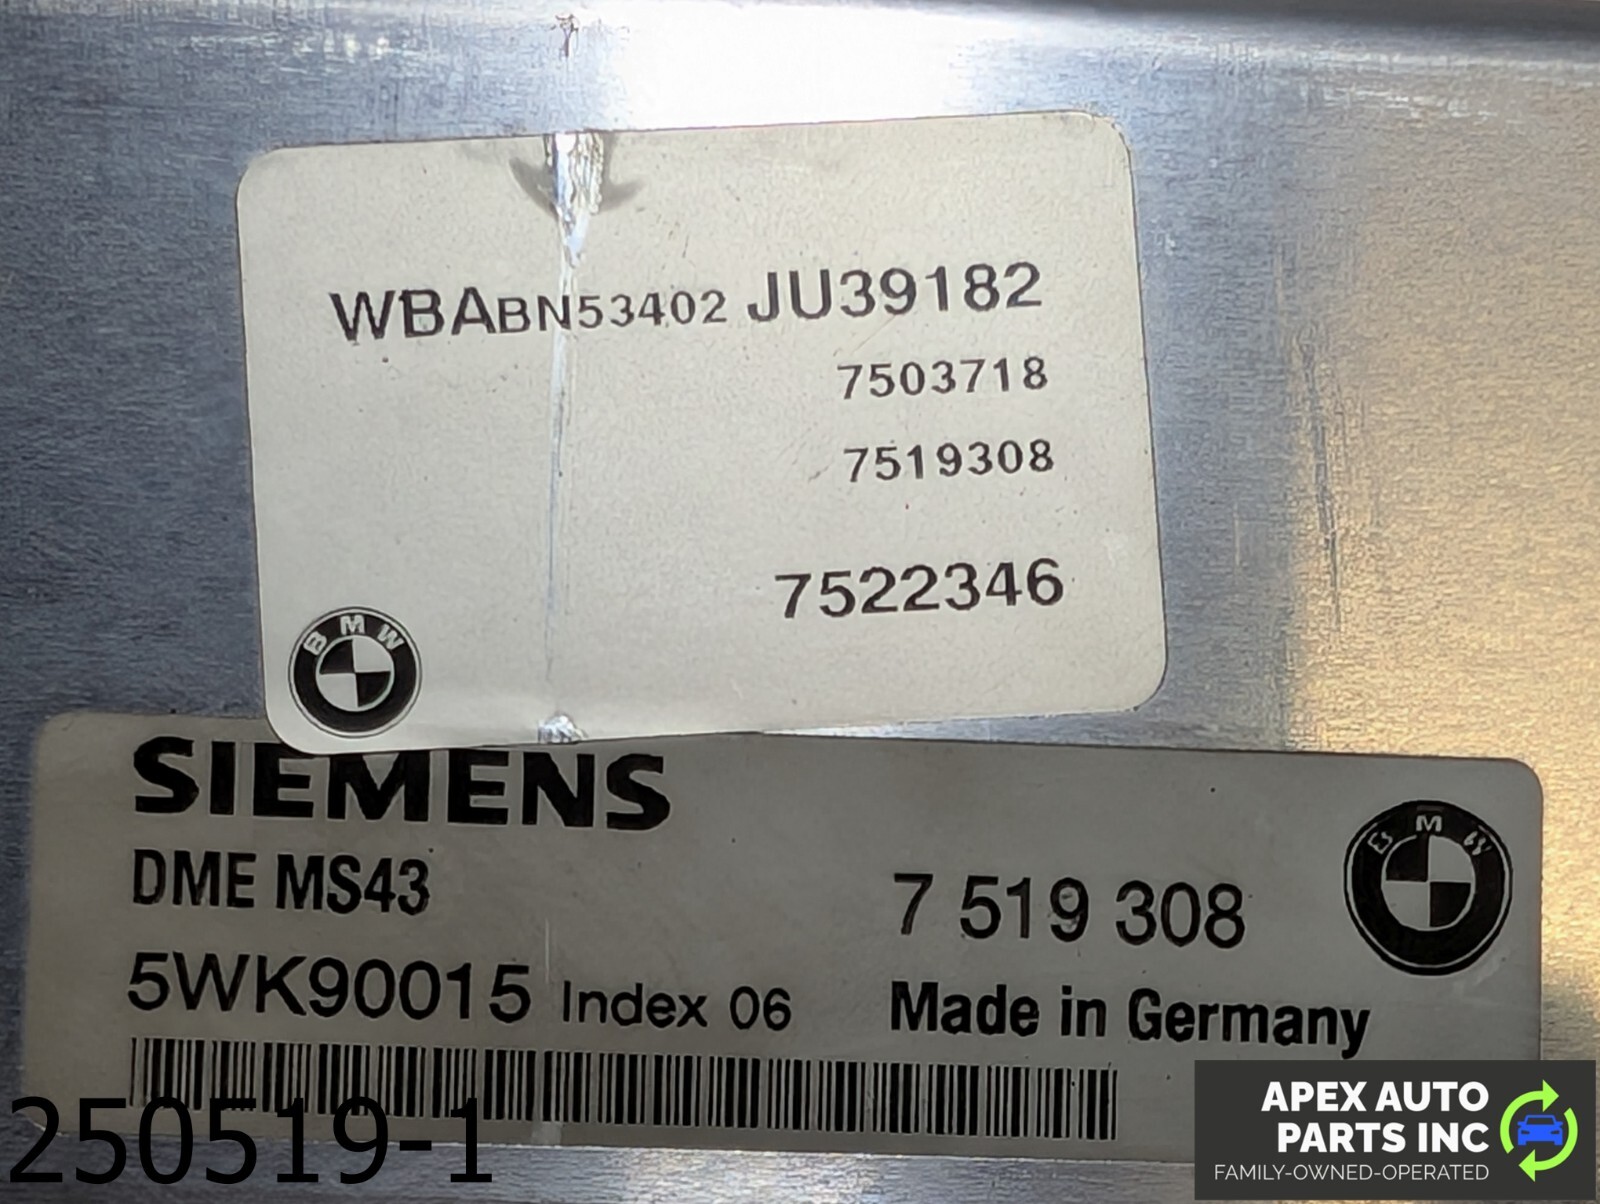 WBABN53402 JU39182
7503718
7519308
7522346
BMW
SIEMENS
DME MS43
7 519 308
BMW
5WK90015 Index 06
Made in Germany
250519-1
APEX AUTO
PARTS INC
FAMILY-OWNED-OPERATED